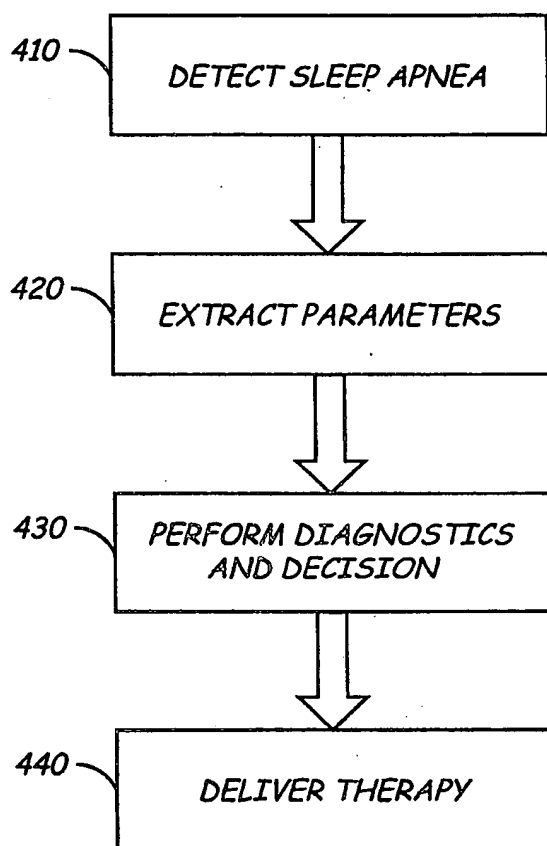 410
DETECT SLEEP APNEA
420
EXTRACT PARAMETERS
430
PERFORM DIAGNOSTICS
AND DECISION
440
DELIVER THERAPY